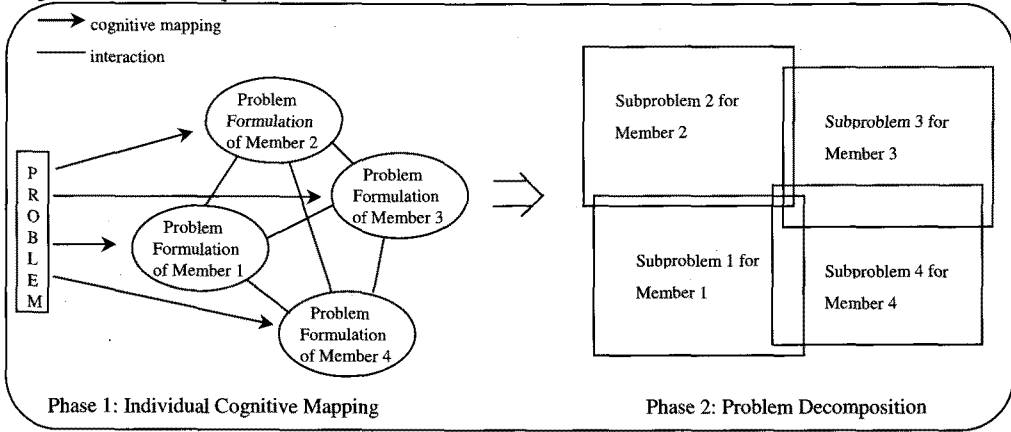 cognitive mapping
interaction
Problem
Formulation
of Member 2
Problem
Formulation
of Member 3
Problem
Formulation
of Member 1
Problem
Formulation
of Member 4
P
R
O
B
L
E
M
Subproblem 2 for
Member 2
Subproblem 3 for
Member 3
Subproblem 1 for
Member 1
Subproblem 4 for
Member 4
Phase 1: Individual Cognitive Mapping
Phase 2: Problem Decomposition